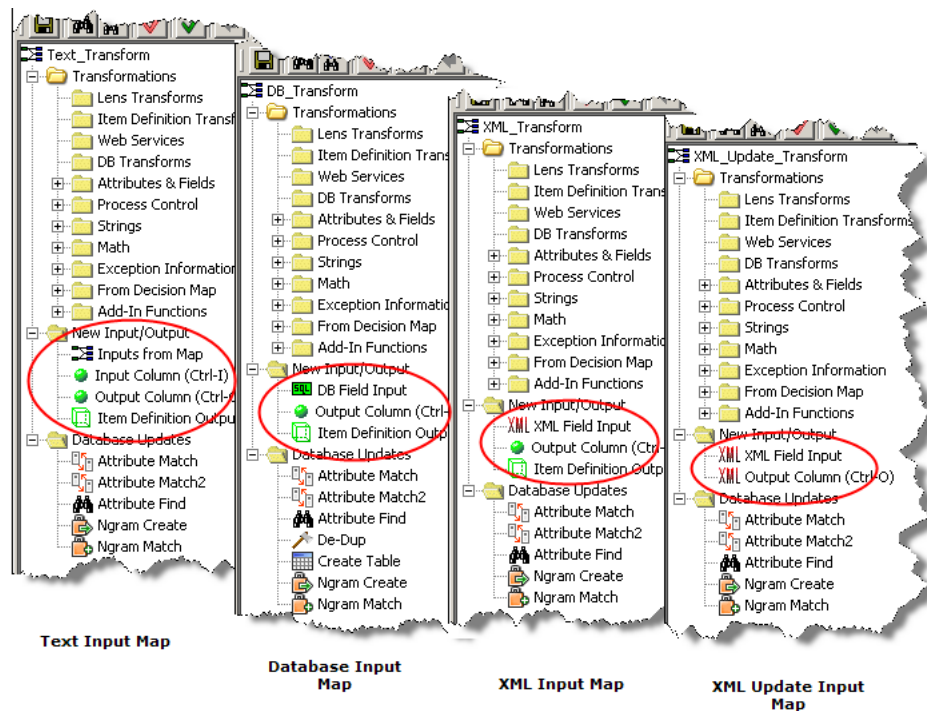 Text_Transform
Transformations
Lens Transforms
Item Definition Transf
Web Services
DB Transforms
Attributes & Fields
Process Control
Strings
Math
Exception Information
From Decision Map
Add-In Functions
New Input/Output
Inputs from Map
Input Column (Ctrl-I)
Output Column (Ctrl-
Item Definition Outpu
Database Updates
Attribute Match
Attribute Match2
Attribute Find
Ngram Create
Ngram Match
Text Input Map
DB_Transform
Transformations
Lens Transforms
Item Definition Trans
Web Services
DB Transforms
Attributes & Fields
Process Control
Strings
Math
Exception Informatio
From Decision Map
Add-In Functions
New Input/Output
SQL DB Field Input
Output Column (Ctrl-
Item Definition Outp
Database Updates
Attribute Match
Attribute Match2
Attribute Find
De-Dup
Create Table
Ngram Create
Ngram Match
Database Input
Map
XML_Transform
Transformations
Lens Transforms
Item Definition Trans
Web Services
DB Transforms
Attributes & Fields
Process Control
Strings
Math
Exception Informatio
From Decision Map
Add-In Functions
New Input/Output
XML XML Field Input
Output Column (Ctrl-
Item Definition Outp
Database Updates
Attribute Match
Attribute Match2
Attribute Find
Ngram Create
Ngram Match
XML Input Map
XML_Update_Transform
Transformations
Lens Transforms
Item Definition Transforms
Web Services
DB Transforms
Attributes & Fields
Process Control
Strings
Math
Exception Information
From Decision Map
Add-In Functions
New Input/Output
XML XML Field Input
XML Output Column (Ctrl-O)
Database Updates
Attribute Match
Attribute Match2
Attribute Find
Ngram Create
Ngram Match
XML Update Input
Map